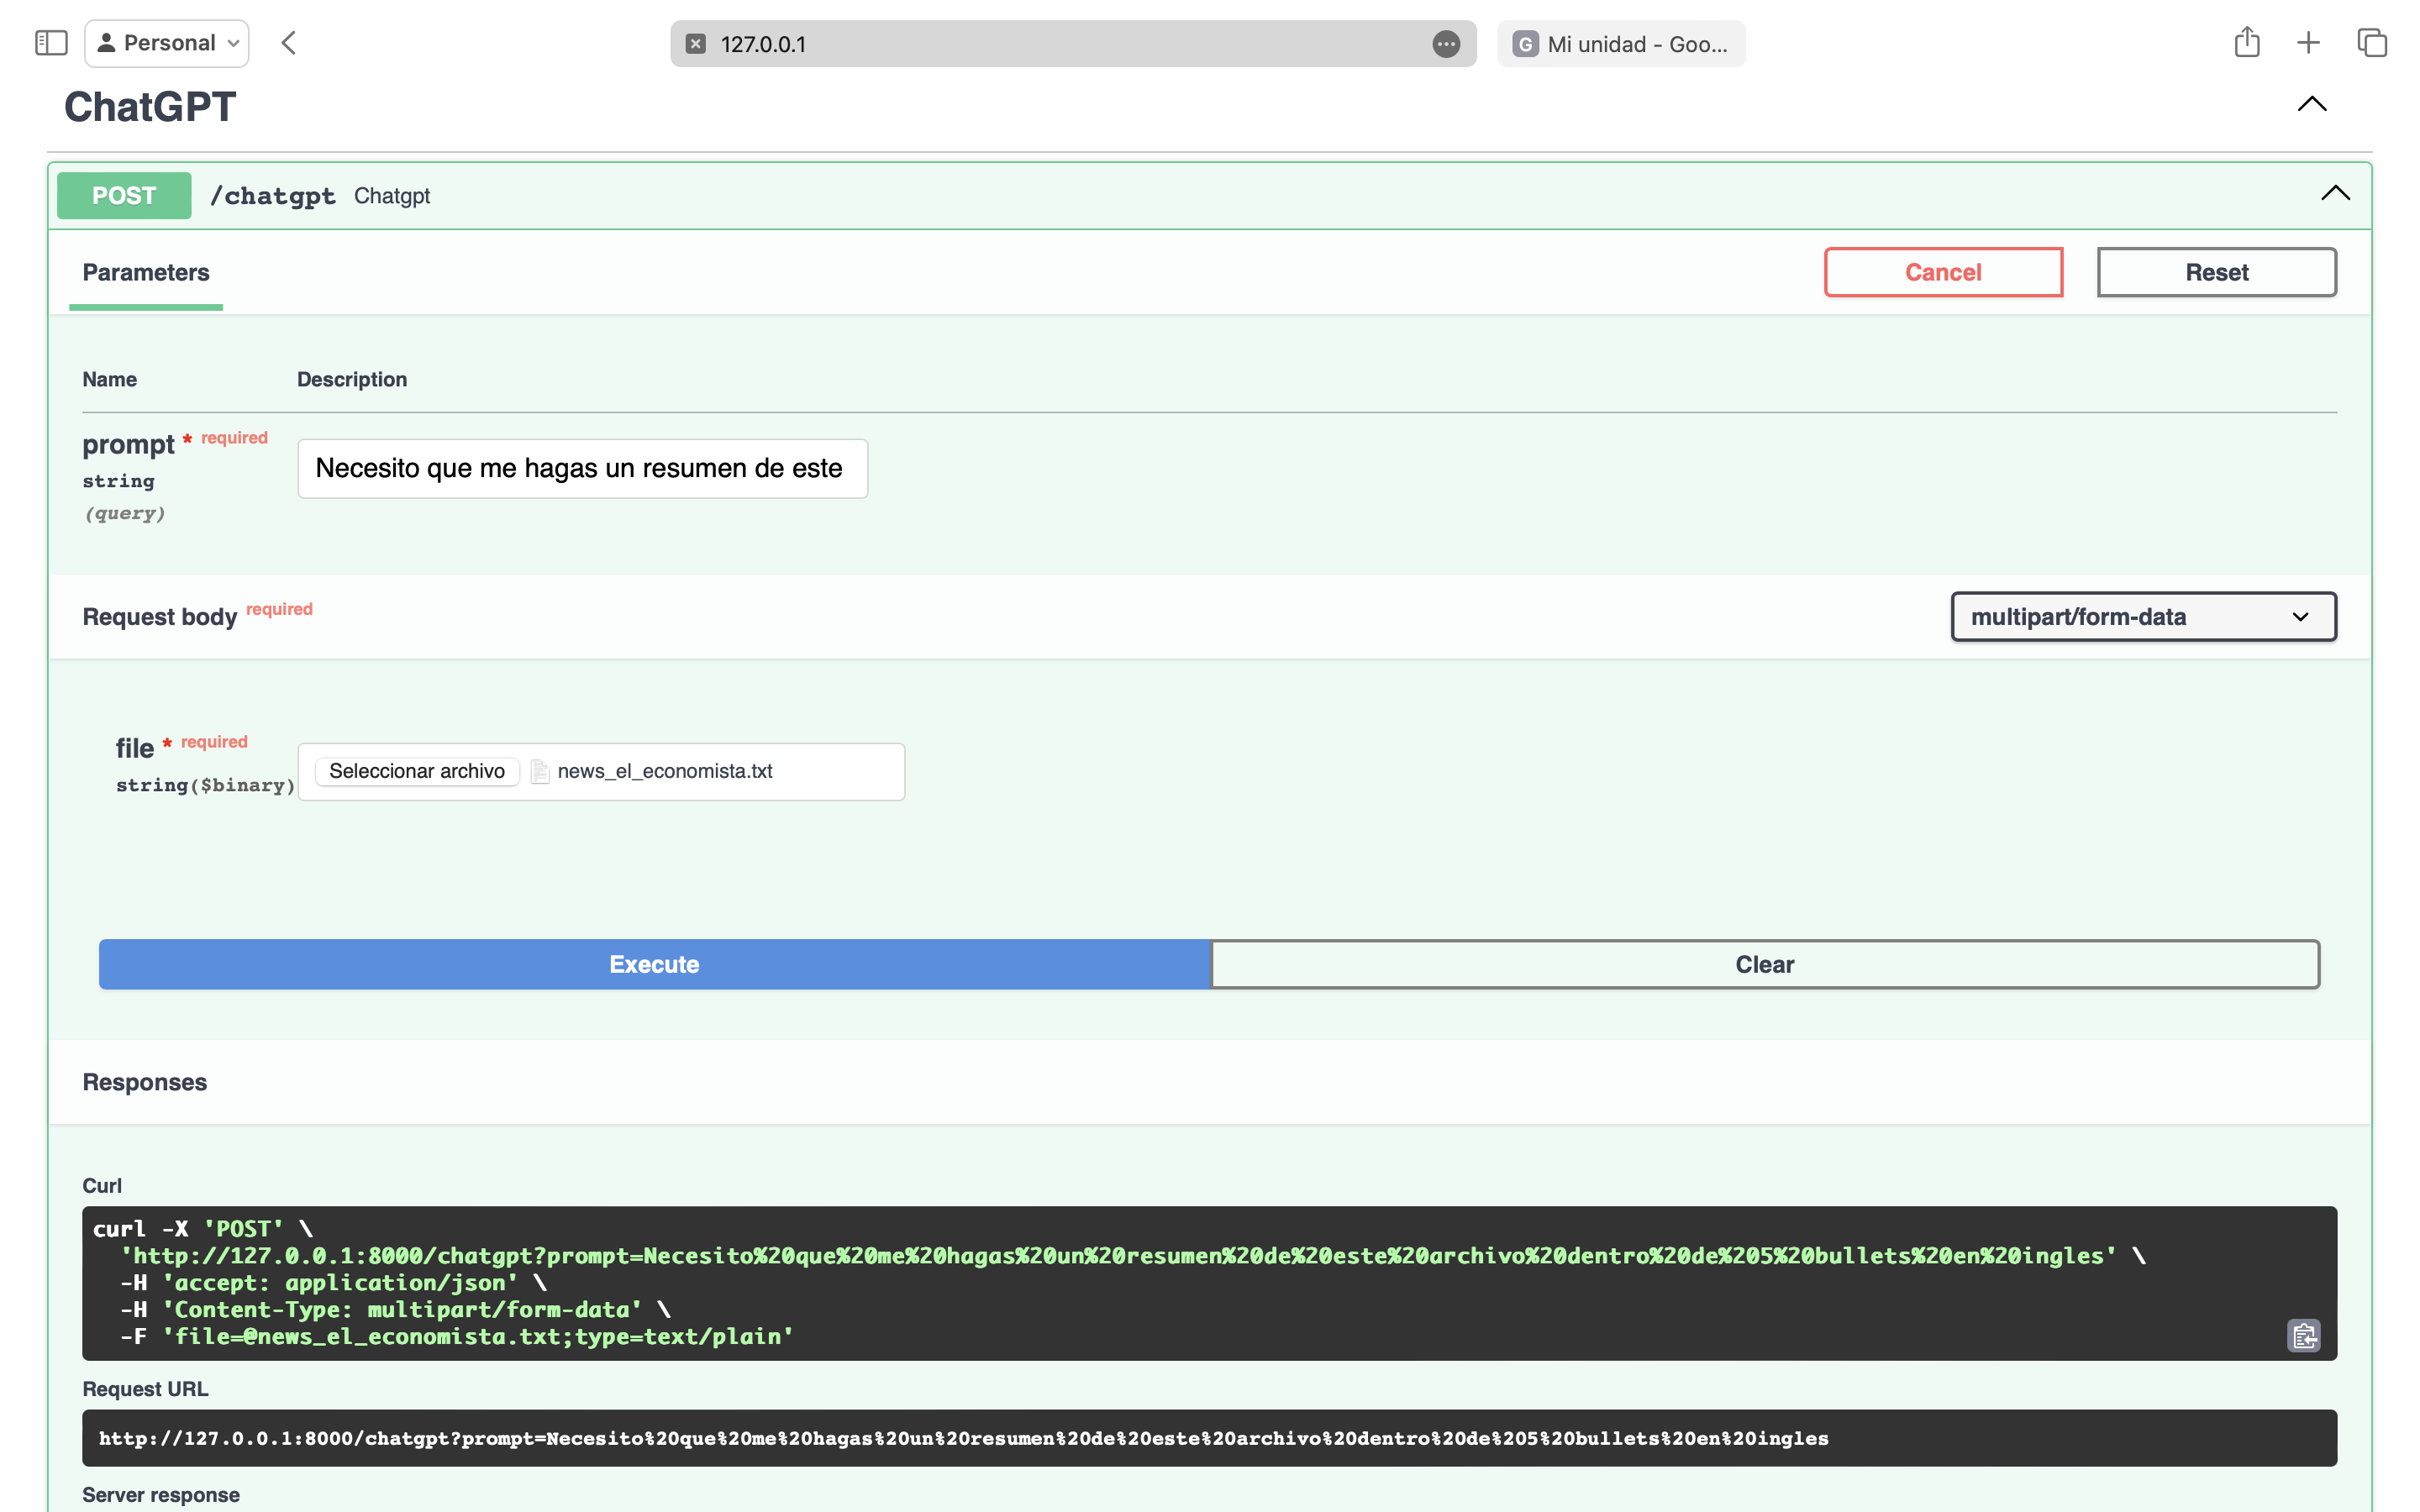 Personal
127.0.0.1
G Mi unidad - Goo...
ChatGPT
POST /chatgpt Chatgpt
Parameters
Cancel
Reset
Name Description
prompt * required
string
(query)
Necesito que me hagas un resumen de este
Request body required
multipart/form-data
file * required
string($binary)
Seleccionar archivo news_el_economista.txt
Execute
Clear
Responses
Curl
curl -X 'POST' \
'http://127.0.0.1:8000/chatgpt?prompt=Necesito%20que%20me%20hagas%20un%20resumen%20de%20este%20archivo%20dentro%20de%205%20bullets%20en%20ingles' \
-H 'accept: application/json' \
-H 'Content-Type: multipart/form-data' \
-F 'file=@news_el_economista.txt;type=text/plain'
Request URL
http://127.0.0.1:8000/chatgpt?prompt=Necesito%20que%20me%20hagas%20un%20resumen%20de%20este%20archivo%20dentro%20de%205%20bullets%20en%20ingles
Server response